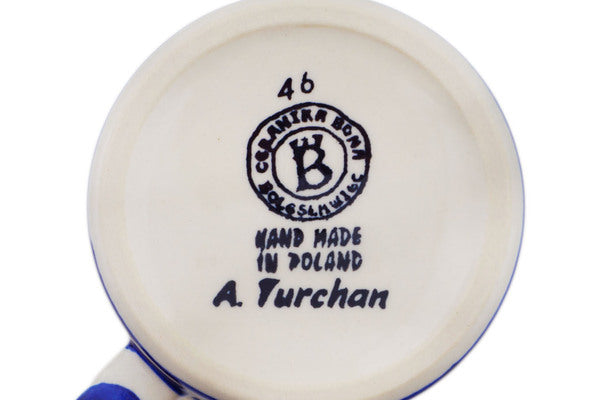 46
CERAMIKA BONA
B
BOLESŁAWIEC
HAND MADE
IN POLAND
A. Turchan